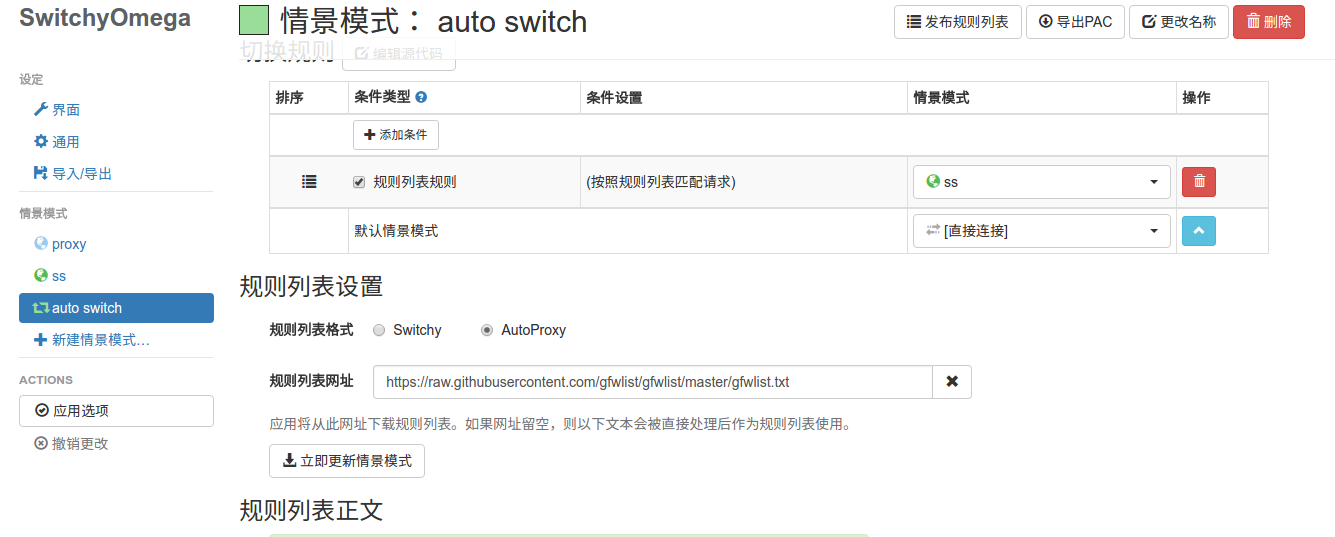 SwitchyOmega
情景模式： auto switch
发布规则列表 导出PAC 更改名称 删除
切换规则 编辑源代码
设定
界面
通用
导入/导出
情景模式
proxy
ss
auto switch
新建情景模式…
ACTIONS
应用选项
撤销更改
排序 条件类型 条件设置 情景模式 操作
添加条件
规则列表规则 (按照规则列表匹配请求) ss
默认情景模式 [直接连接]
规则列表设置
规则列表格式 Switchy AutoProxy
规则列表网址 https://raw.githubusercontent.com/gfwlist/gfwlist/master/gfwlist.txt
应用将从此网址下载规则列表。如果网址留空，则以下文本会被直接处理后作为规则列表使用。
立即更新情景模式
规则列表正文